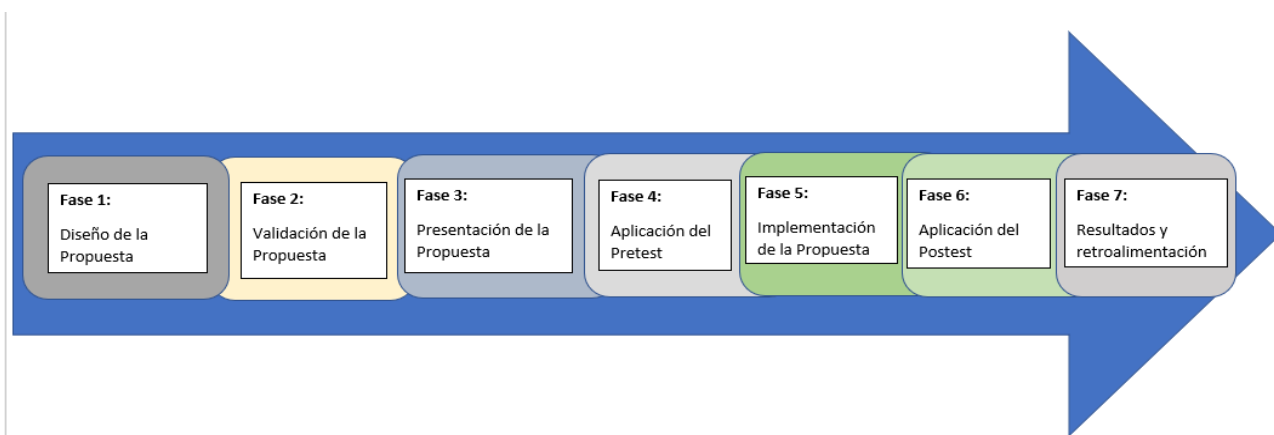 Fase 1:
Diseño de la
Propuesta
Fase 2:
Validación de la
Propuesta
Fase 3:
Presentación de la
Propuesta
Fase 4:
Aplicación del
Pretest
Fase 5:
Implementación
de la Propuesta
Fase 6:
Aplicación del
Postest
Fase 7:
Resultados y
retroalimentación